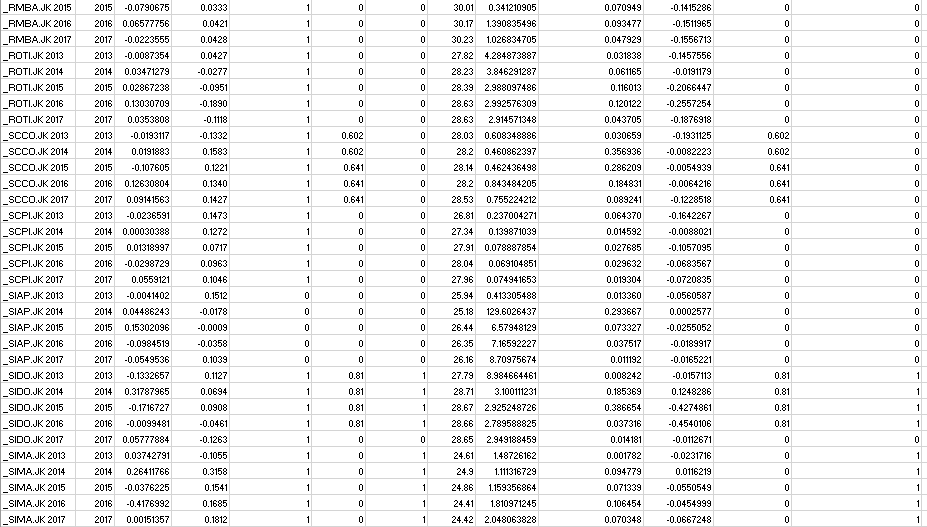 _RMBA.JK 2015 2015 -0.0790675 0.0333 1 0 0 30.01 0.341210905 0.070949 -0.1415286 0 0
_RMBA.JK 2016 2016 0.06577756 0.0421 1 0 0 30.17 1.390835496 0.093477 -0.1511965 0 0
_RMBA.JK 2017 2017 -0.0223555 0.0428 1 0 0 30.23 1.026834705 0.047929 -0.1556713 0 0
_ROTI.JK 2013 2013 -0.0087354 0.0427 1 0 0 27.82 4.284873887 0.031838 -0.1457556 0 0
_ROTI.JK 2014 2014 0.03471279 -0.0277 1 0 0 28.23 3.846291287 0.061165 -0.0191179 0 0
_ROTI.JK 2015 2015 0.02867238 -0.0951 1 0 0 28.39 2.988097486 0.116013 -0.2066447 0 0
_ROTI.JK 2016 2016 0.13030709 -0.1890 1 0 0 28.63 2.992576309 0.120122 -0.2557254 0 0
_ROTI.JK 2017 2017 0.0353808 -0.1118 1 0 0 28.63 2.914571348 0.043705 -0.1876918 0 0
_SCCO.JK 2013 2013 -0.0193117 -0.1332 1 0.602 0 28.03 0.608348886 0.030659 -0.1931125 0.602 0
_SCCO.JK 2014 2014 0.0191883 0.1583 1 0.602 0 28.2 0.460862397 0.356936 -0.0082223 0.602 0
_SCCO.JK 2015 2015 -0.107605 0.1221 1 0.641 0 28.14 0.462436498 0.286209 -0.0054939 0.641 0
_SCCO.JK 2016 2016 0.12630804 0.1340 1 0.641 0 28.2 0.843484205 0.184831 -0.0064216 0.641 0
_SCCO.JK 2017 2017 0.09141563 0.1427 1 0.641 0 28.53 0.755224212 0.089241 -0.1228518 0.641 0
_SCPI.JK 2013 2013 -0.0236591 0.1473 1 0 0 26.81 0.237004271 0.064370 -0.1642267 0 0
_SCPI.JK 2014 2014 0.00030388 0.1272 1 0 0 27.34 0.139871039 0.014592 -0.0088021 0 0
_SCPI.JK 2015 2015 0.01318997 0.0717 1 0 0 27.91 0.078887854 0.027685 -0.1057095 0 0
_SCPI.JK 2016 2016 -0.0298729 0.0963 1 0 0 28.04 0.069104851 0.029632 -0.0683567 0 0
_SCPI.JK 2017 2017 0.0559121 0.1046 1 0 0 27.96 0.074941653 0.019304 -0.0720835 0 0
_SIAP.JK 2013 2013 -0.0041402 0.1512 0 0 0 25.94 0.413305488 0.013360 -0.0560587 0 0
_SIAP.JK 2014 2014 0.04486243 -0.0178 0 0 0 25.18 129.6026437 0.293667 0.0002577 0 0
_SIAP.JK 2015 2015 0.15302096 -0.0009 0 0 0 26.44 6.57948129 0.073327 -0.0255052 0 0
_SIAP.JK 2016 2016 -0.0984519 -0.0358 0 0 0 26.35 7.16592227 0.037517 -0.0189917 0 0
_SIAP.JK 2017 2017 -0.0549536 0.1039 0 0 0 26.16 8.70975674 0.011192 -0.0165221 0 0
_SIDO.JK 2013 2013 -0.1332657 0.1127 1 0.81 1 27.79 8.984664461 0.008242 -0.0157113 0.81 1
_SIDO.JK 2014 2014 0.31787965 0.0694 1 0.81 1 28.71 3.100111231 0.185369 0.1248286 0.81 1
_SIDO.JK 2015 2015 -0.1716727 0.0908 1 0.81 1 28.67 2.925248726 0.386654 -0.4274861 0.81 1
_SIDO.JK 2016 2016 -0.0099481 -0.0461 1 0.81 1 28.66 2.789588825 0.037316 -0.4540106 0.81 1
_SIDO.JK 2017 2017 0.05777884 -0.1263 1 0 0 28.65 2.949188459 0.014181 -0.0112671 0 0
_SIMA.JK 2013 2013 0.03742791 -0.1055 1 0 1 24.61 1.48726162 0.001782 -0.0231716 0 1
_SIMA.JK 2014 2014 0.26411766 0.3158 1 0 1 24.9 1.111316729 0.094779 0.0116219 0 1
_SIMA.JK 2015 2015 -0.0376225 0.1541 1 0 1 24.86 1.159356864 0.071339 -0.0550549 0 1
_SIMA.JK 2016 2016 -0.4176992 0.1685 1 0 1 24.41 1.810971245 0.106454 -0.0454999 0 1
_SIMA.JK 2017 2017 0.00151357 0.1812 1 0 1 24.42 2.048063828 0.070348 -0.0667248 0 1